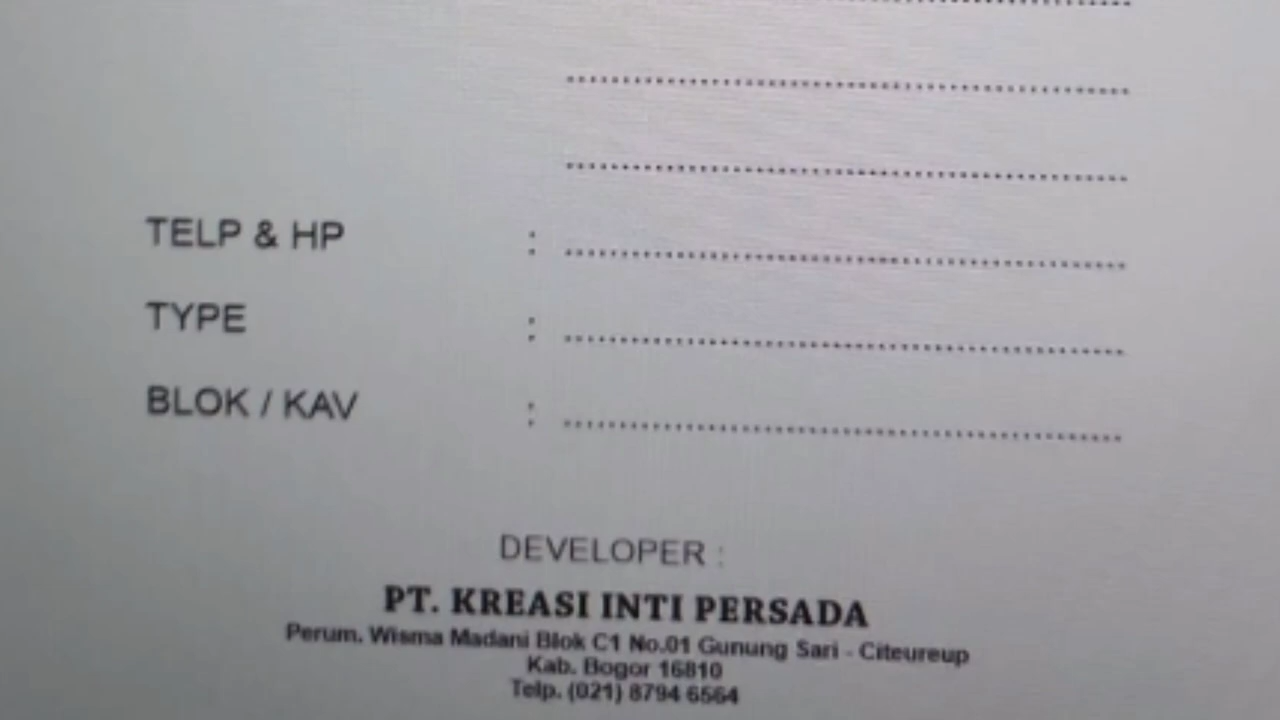 ................................................................
................................................................
................................................................
TELP & HP : ................................................................
TYPE : ................................................................
BLOK / KAV : ................................................................
DEVELOPER :
PT. KREASI INTI PERSADA
Perum. Wisma Madani Blok C1 No.01 Gunung Sari - Citeureup
Kab. Bogor 16810
Telp. (021) 8794 6564